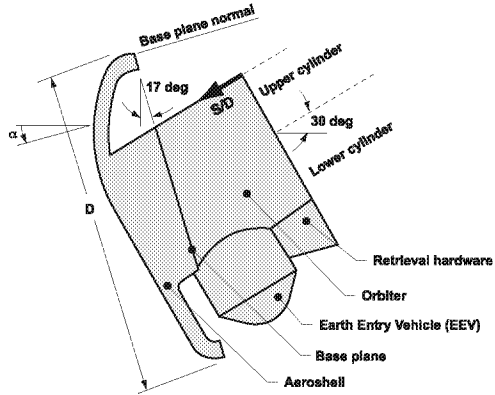 Base plane normal
17 deg
Upper cylinder
S/D
30 deg
α
Lower cylinder
D
Retrieval hardware
Orbiter
Earth Entry Vehicle (EEV)
Base plane
Aeroshell